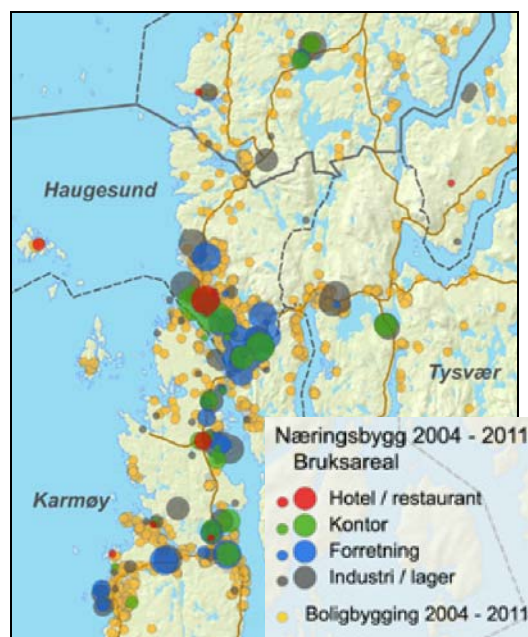 Haugesund
Tysvær
Karmøy
Næringsbygg 2004 - 2011
Bruksareal
Hotel / restaurant
Kontor
Forretning
Industri / lager
Boligbygging 2004 - 2011